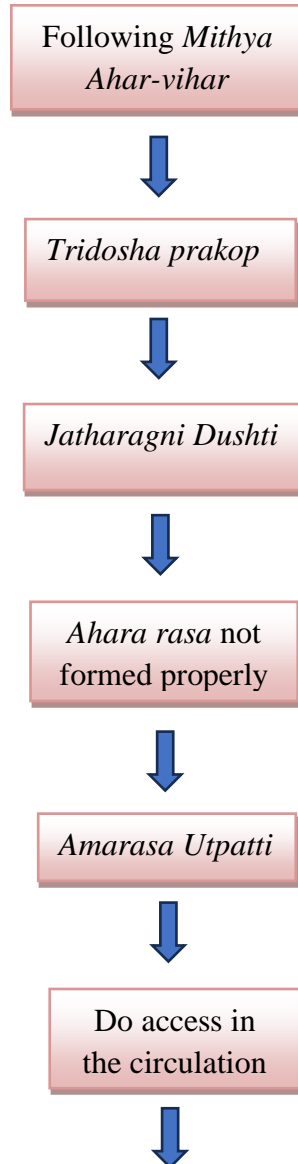 Following Mithya
Ahar-vihar
Tridosha prakop
Jatharagni Dushti
Ahara rasa not
formed properly
Amarasa Utpatti
Do access in
the circulation